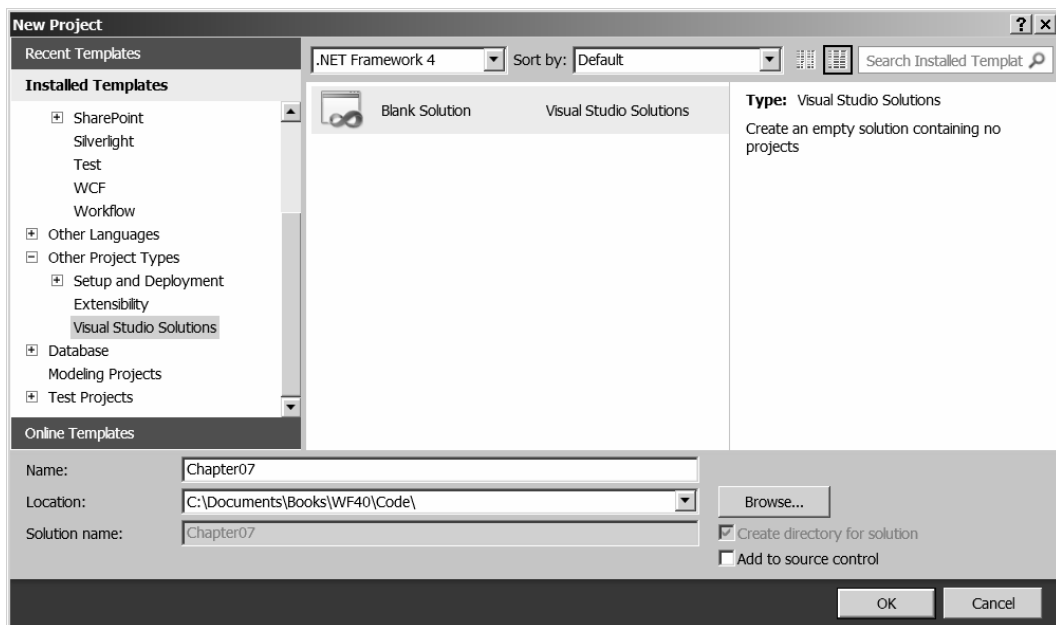 New Project
? ×
Recent Templates
Installed Templates
SharePoint
Silverlight
Test
WCF
Workflow
Other Languages
Other Project Types
Setup and Deployment
Extensibility
Visual Studio Solutions
Database
Modeling Projects
Test Projects
Online Templates
.NET Framework 4
Sort by: Default
Search Installed Templat
Blank Solution Visual Studio Solutions
Type: Visual Studio Solutions
Create an empty solution containing no
projects
Name: Chapter07
Location: C:\Documents\Books\WF40\Code\
Browse...
Solution name: Chapter07
Create directory for solution
Add to source control
OK Cancel